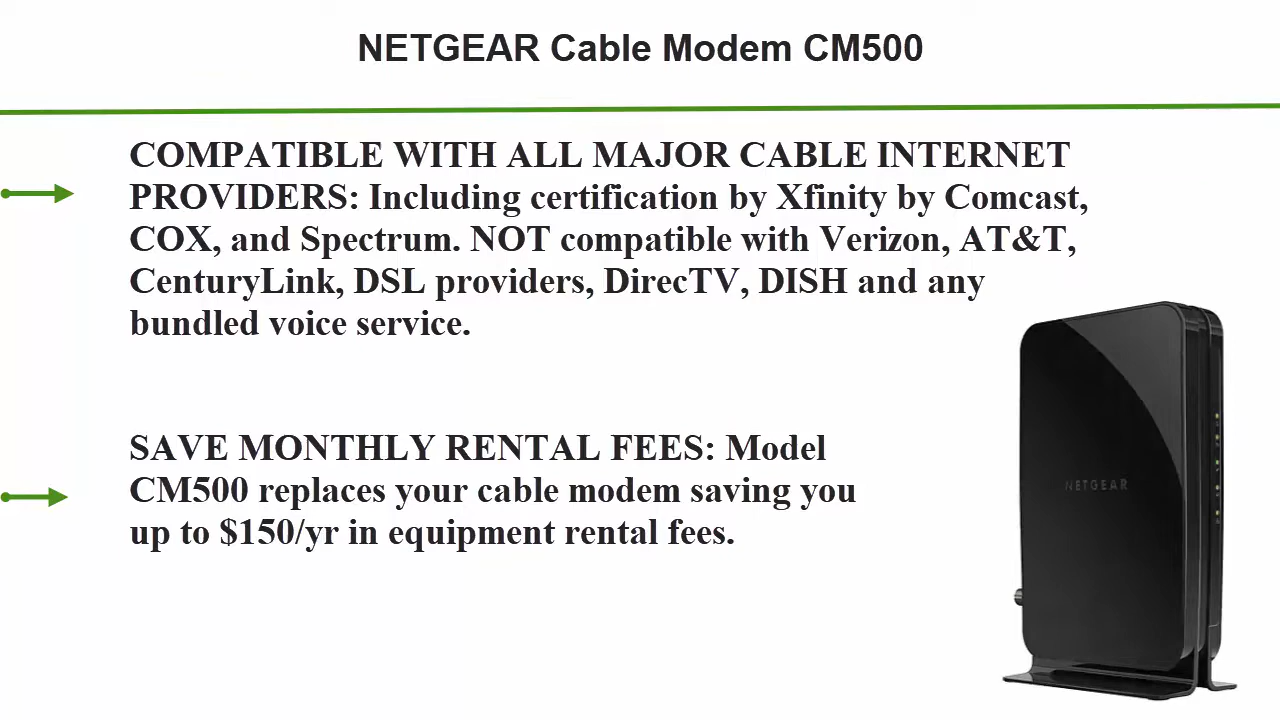 NETGEAR Cable Modem CM500
COMPATIBLE WITH ALL MAJOR CABLE INTERNET
PROVIDERS: Including certification by Xfinity by Comcast,
COX, and Spectrum. NOT compatible with Verizon, AT&T,
CenturyLink, DSL providers, DirecTV, DISH and any
bundled voice service.
SAVE MONTHLY RENTAL FEES: Model
CM500 replaces your cable modem saving you
up to $150/yr in equipment rental fees.
NETGEAR